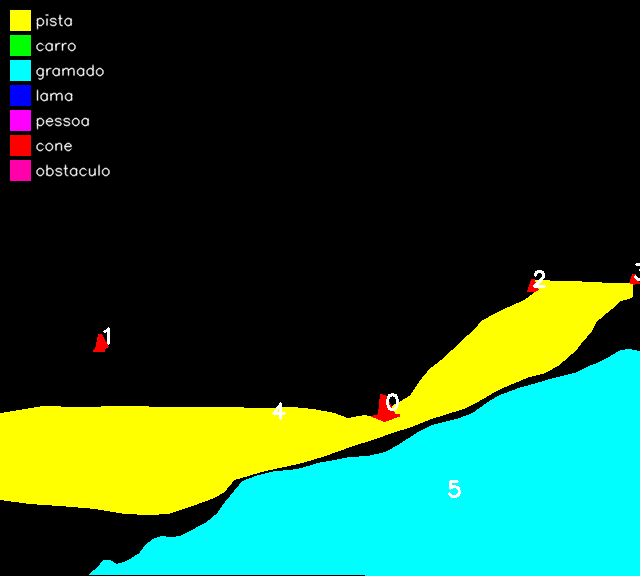 pista
carro
gramado
lama
pessoa
cone
obstaculo
2
3
1
0
4
5